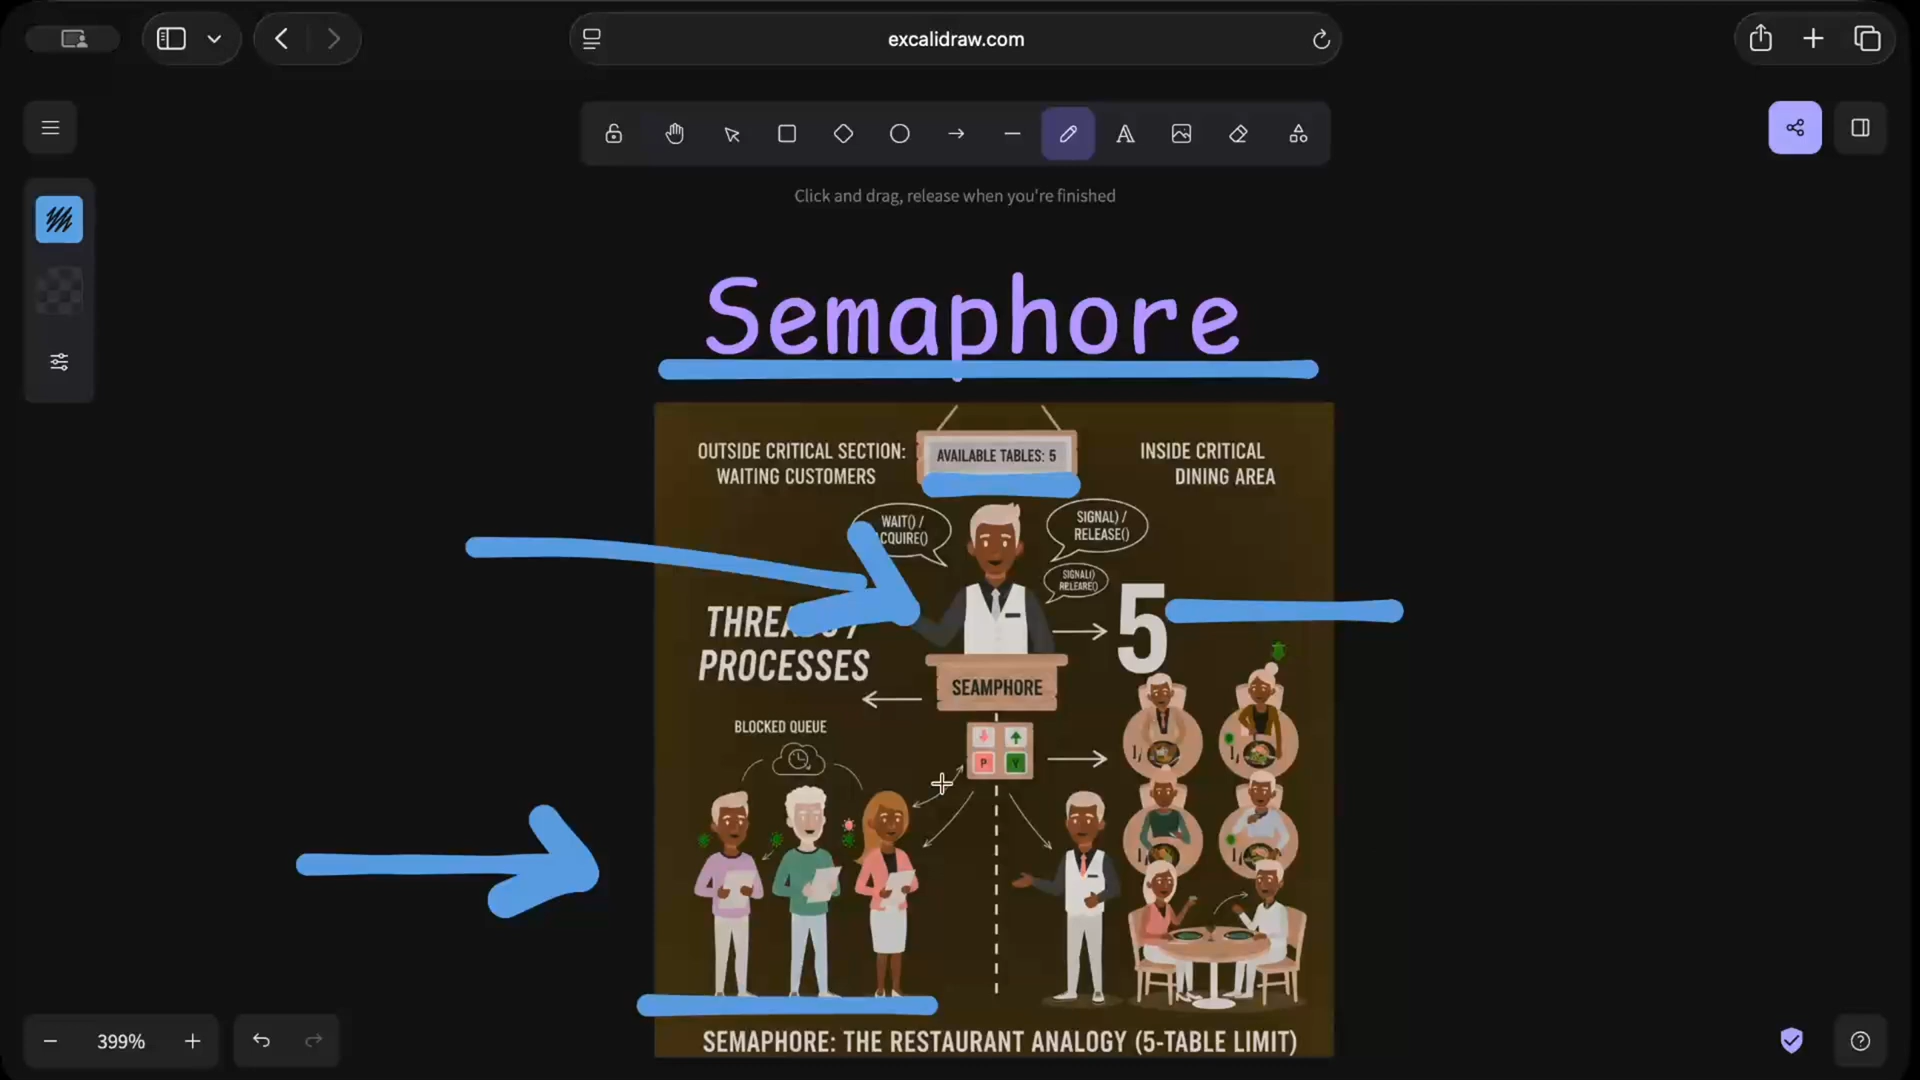 excalidraw.com
Click and drag, release when you're finished
Semaphore
OUTSIDE CRITICAL SECTION:
WAITING CUSTOMERS
AVAILABLE TABLES: 5
INSIDE CRITICAL
DINING AREA
WAIT() /
CQUIRE()
SIGNAL) /
RELEASE()
SIGNAL()
5
PROCESSES
SEAMPHORE
BLOCKED QUEUE
P
SEMAPHORE: THE RESTAURANT ANALOGY (5-TABLE LIMIT)
399%